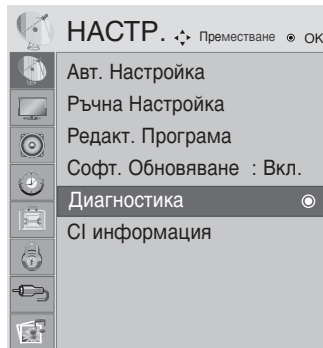 НАСТР. Преместване OK
Авт. Настройка
Ръчна Настройка
Редакт. Програма
Софт. Обновяване : Вкл.
Диагностика
CI информация